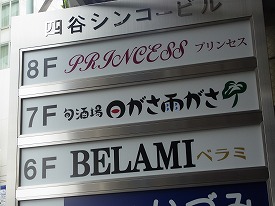 四谷シンコービル
8F PRINCESS プリンセス
7F 旬酒場 日がさ雨がさ
6F BELAMI ベラミ